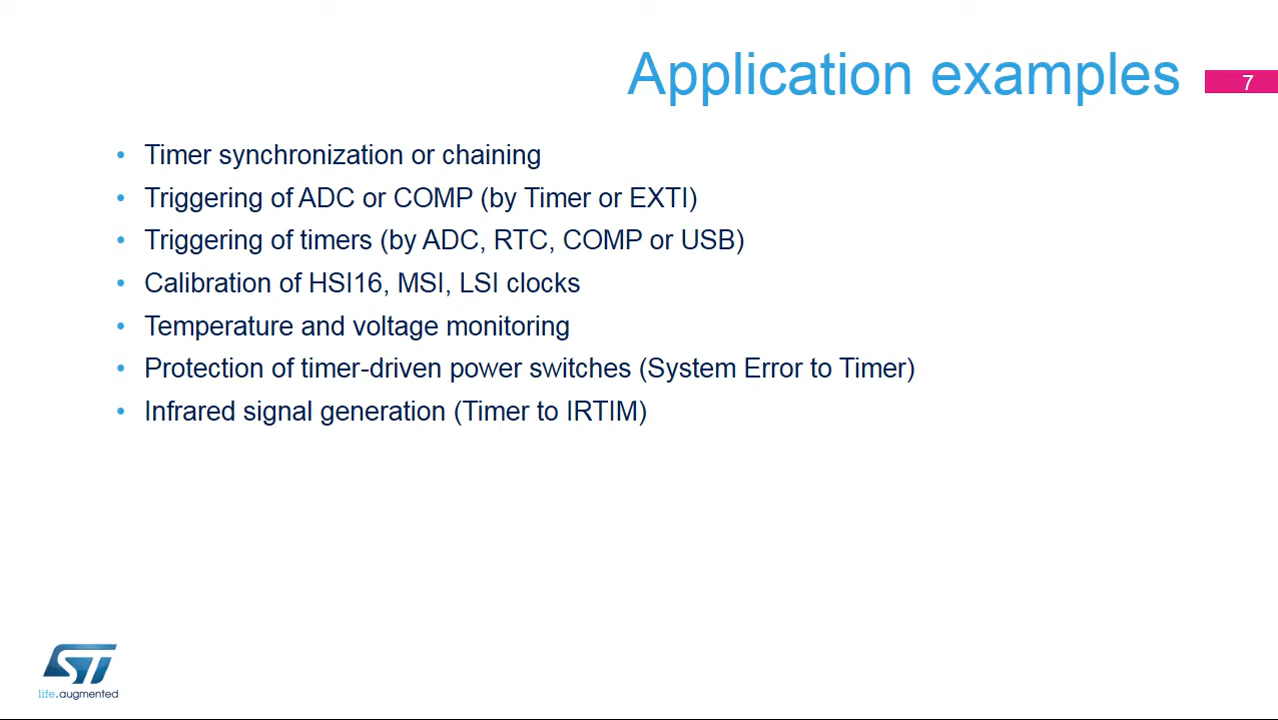 Application examples
7
• Timer synchronization or chaining
• Triggering of ADC or COMP (by Timer or EXTI)
• Triggering of timers (by ADC, RTC, COMP or USB)
• Calibration of HSI16, MSI, LSI clocks
• Temperature and voltage monitoring
• Protection of timer-driven power switches (System Error to Timer)
• Infrared signal generation (Timer to IRTIM)
ST
life.augmented